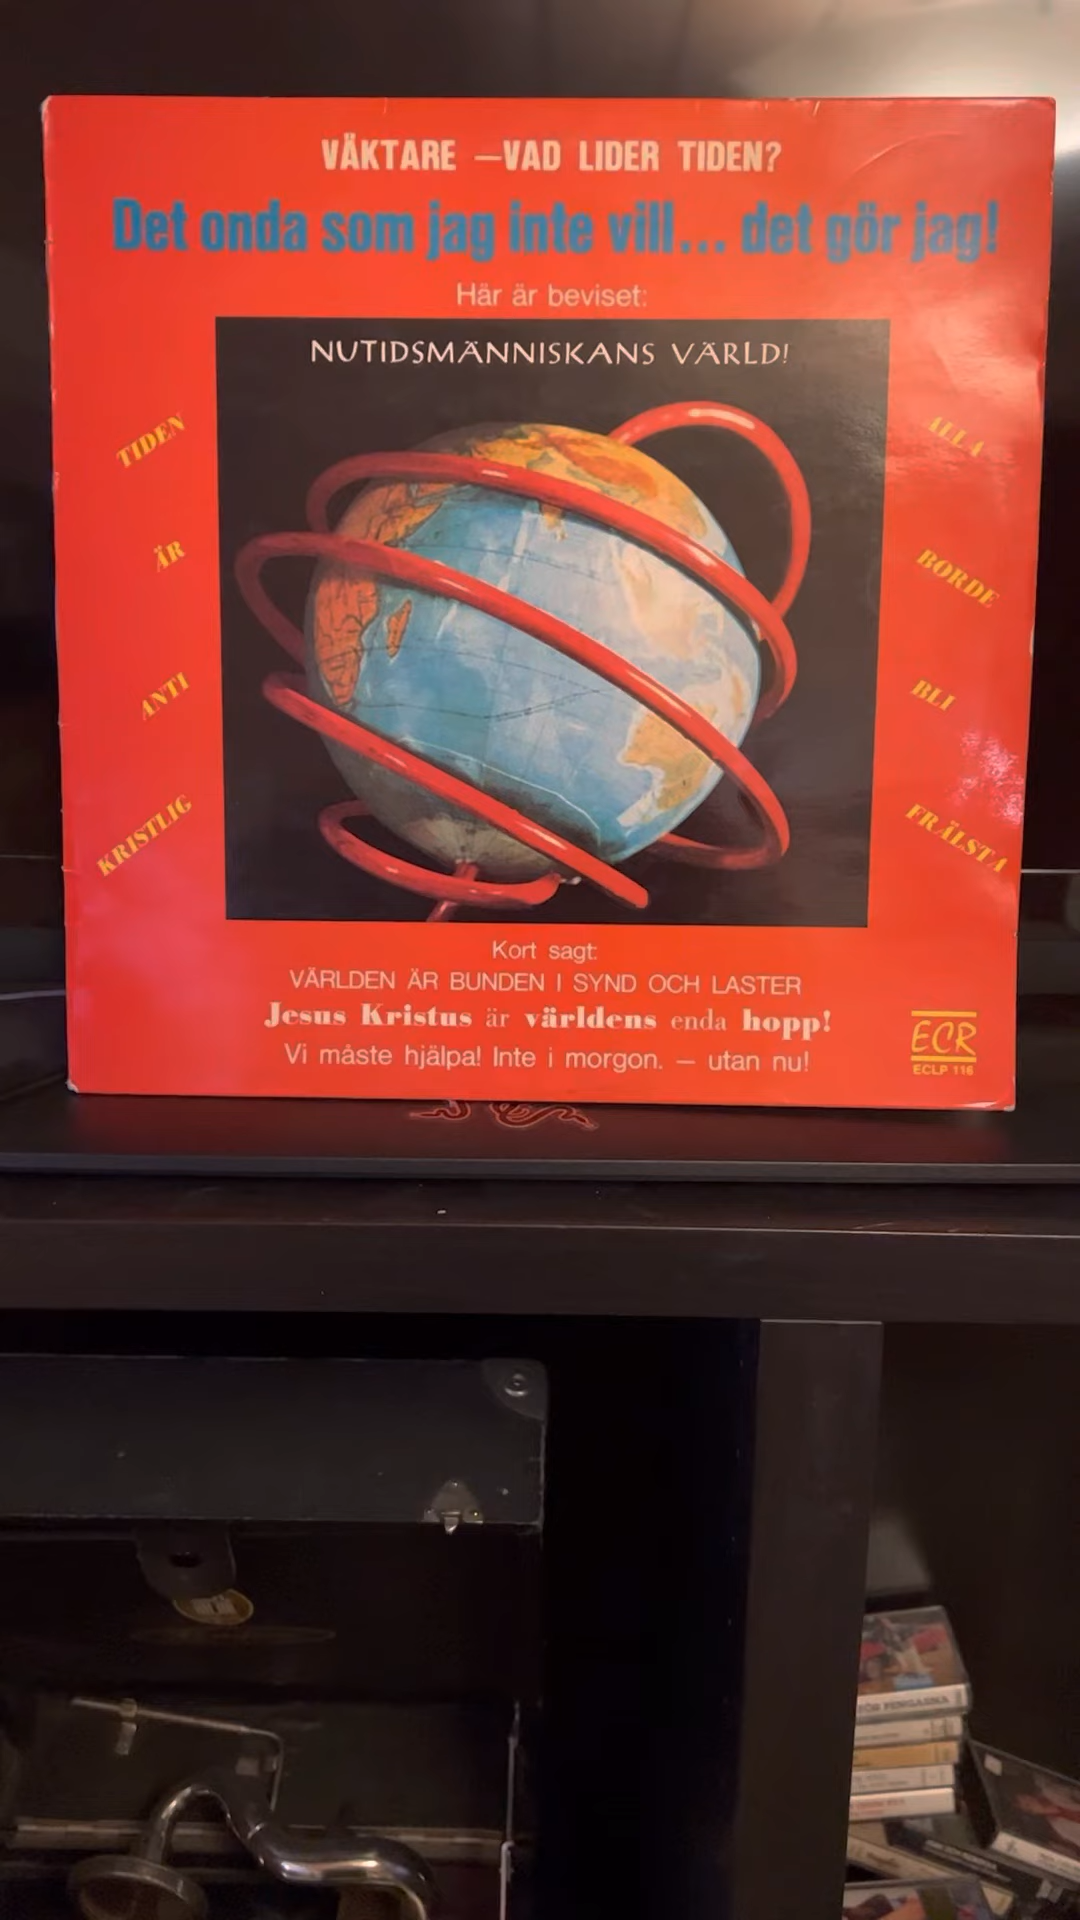 VÄKTARE –VAD LIDER TIDEN?
Det onda som jag inte vill... det gör jag!
Här är beviset:
NUTIDSMÄNNISKANS VÄRLD!
TIDEN
ÄR
ANTI
KRISTLIG
ALLA
BORDE
BLI
FRÄLSTA
Kort sagt:
VÄRLDEN ÄR BUNDEN I SYND OCH LASTER
Jesus Kristus är världens enda hopp!
Vi måste hjälpa! Inte i morgon. – utan nu!
ECR
ECLP 116